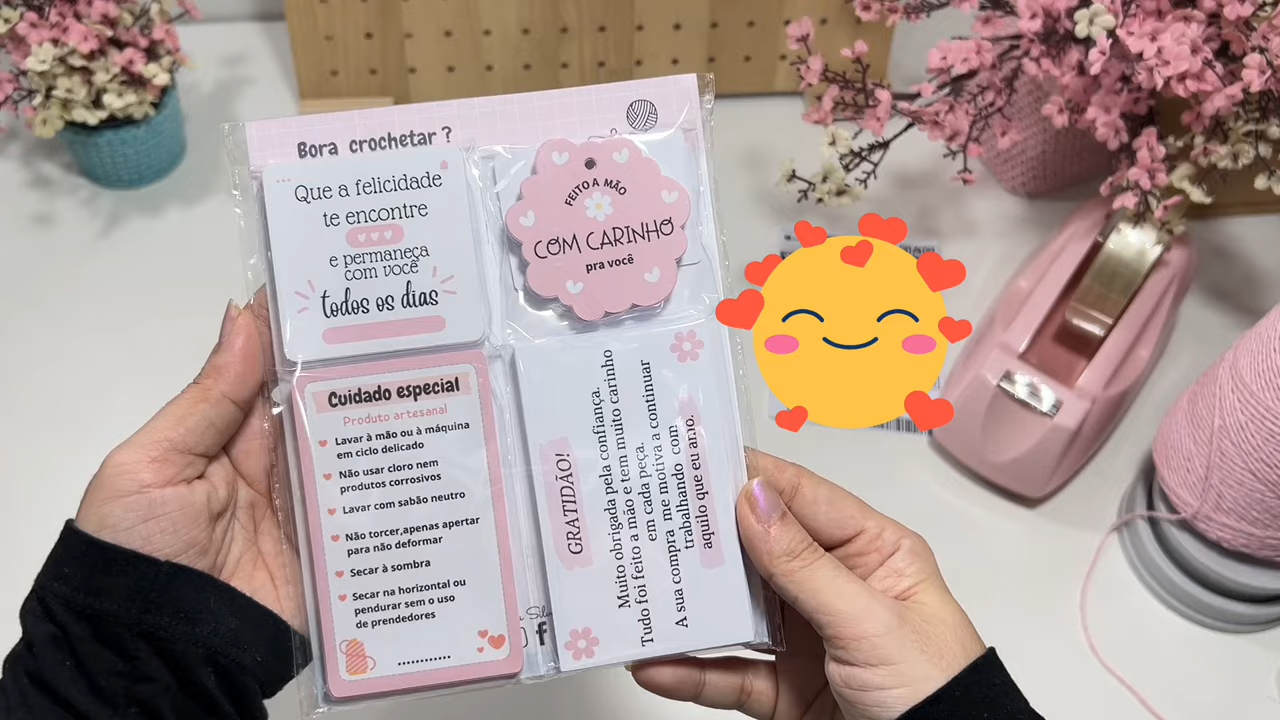 Bora crochetar ?
Que a felicidade
te encontre
e permaneça
com você
todos os dias
FEITO A MÃO
COM CARINHO
pra você
Cuidado especial
Produto artesanal
Lavar à mão ou à máquina
em ciclo delicado
Não usar cloro nem
produtos corrosivos
Lavar com sabão neutro
Não torcer,apenas apertar
para não deformar
Secar à sombra
Secar na horizontal ou
pendurar sem o uso
de prendedores
............
GRATIDÃO!
Muito obrigada pela confiança.
Tudo foi feito a mão e tem muito carinho
em cada peça.
A sua compra me motiva a continuar
trabalhando com
aquilo que eu amo.